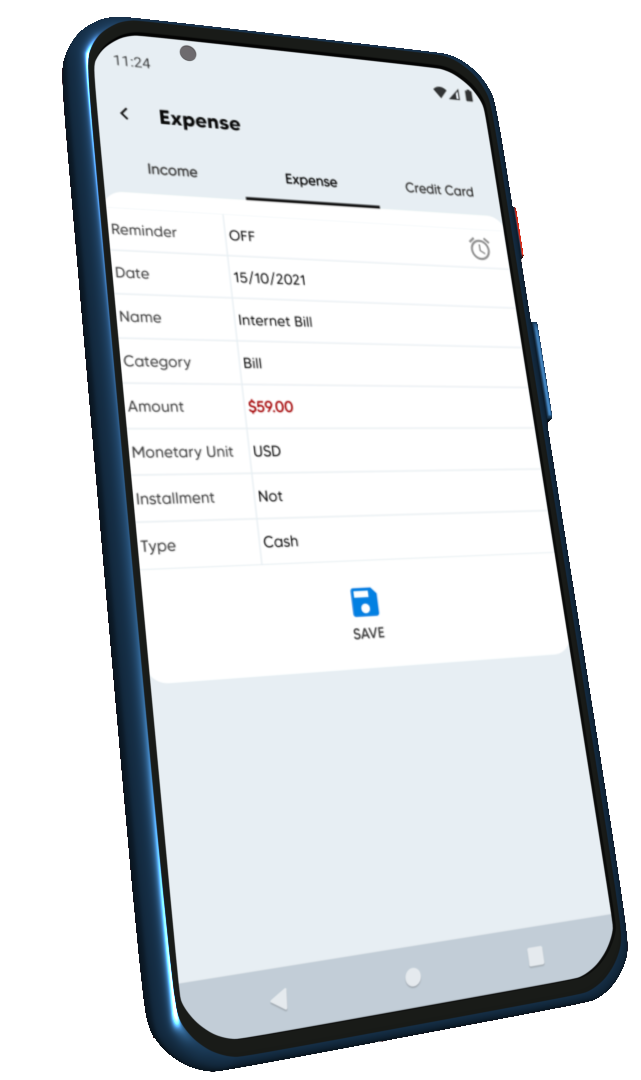 11:24
Expense
Income Expense Credit Card
Reminder OFF
Date 15/10/2021
Name Internet Bill
Category Bill
Amount $59.00
Monetary Unit USD
Installment Not
Type Cash
SAVE